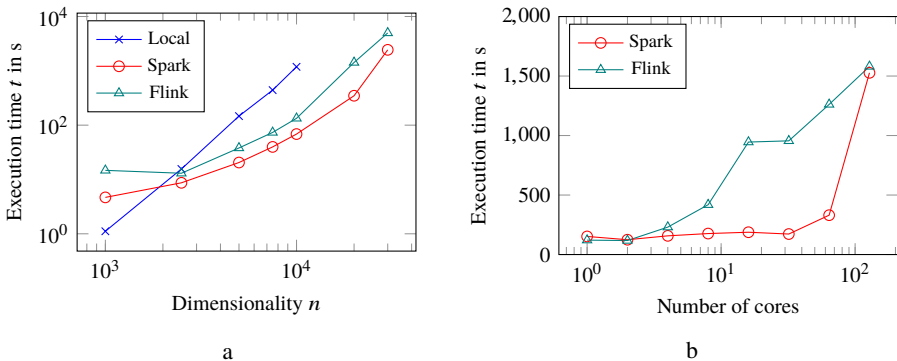 10^4
10^2
10^0
10^3
10^4
Execution time t in s
Dimensionality n
Local
Spark
Flink
a
2,000
1,500
1,000
500
0
10^0
10^1
10^2
Execution time t in s
Number of cores
Spark
Flink
b